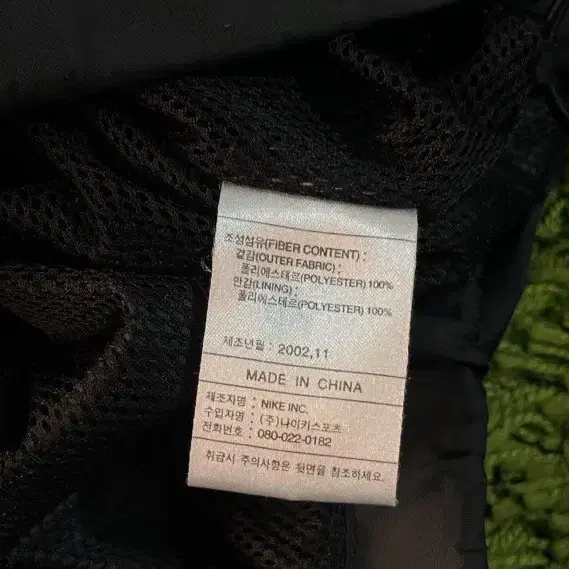 조성섬유(FIBER CONTENT) :
겉감(OUTER FABRIC) :
폴리에스테르(POLYESTER) 100%
안감(LINING) :
폴리에스테르(POLYESTER) 100%
제조년월 : 2002,11
MADE IN CHINA
제조자명 : NIKE INC.
수입자명 : (주)나이키스포츠
전화번호 : 080-022-0182
취급시 주의사항은 뒷면을 참조하세요.